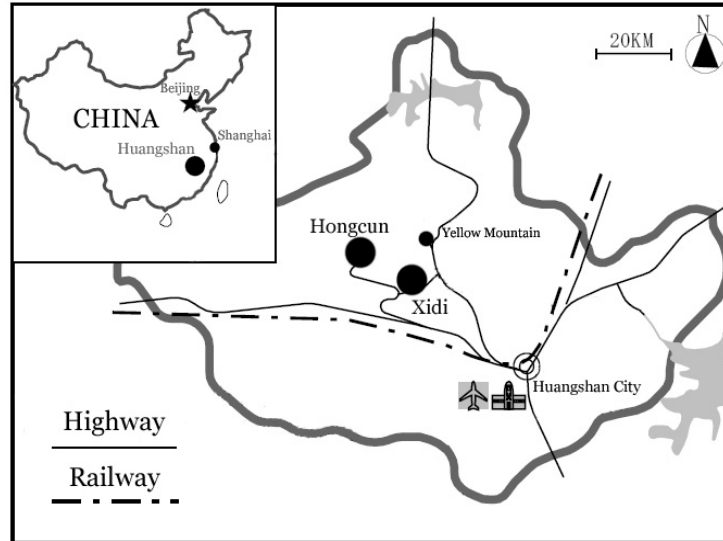 Beijing
CHINA
Shanghai
Huangshan
20KM
N
Hongcun
Yellow Mountain
Xidi
Huangshan City
Highway
Railway